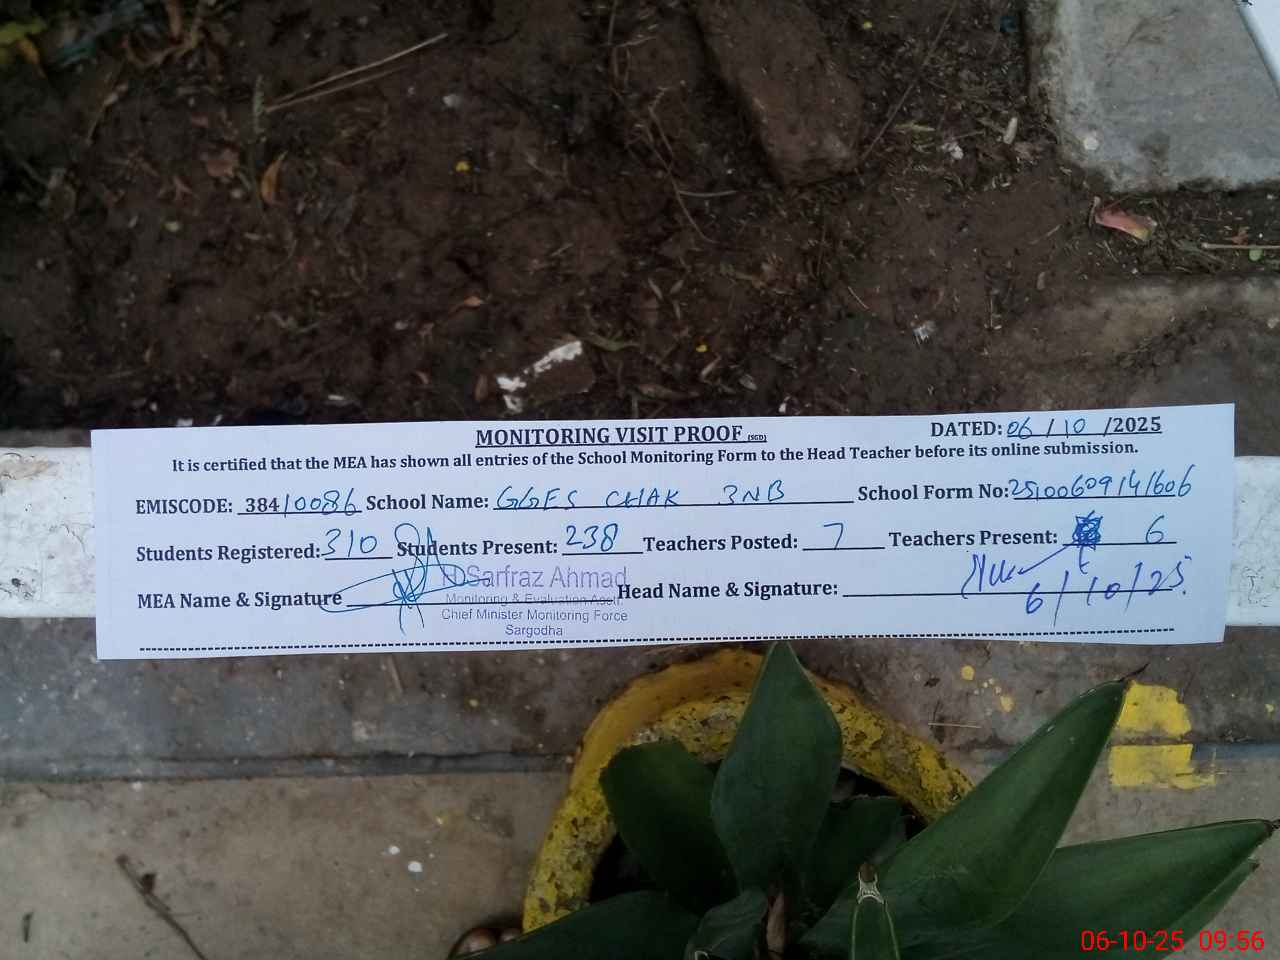 MONITORING VISIT PROOF (SGD) DATED: 06/10/2025
It is certified that the MEA has shown all entries of the School Monitoring Form to the Head Teacher before its online submission.
EMISCODE: 38410086 School Name: GGES CHAK 3NB School Form No: 25100609141606
Students Registered: 310 Students Present: 238 Teachers Posted: 7 Teachers Present: 6
MEA Name & Signature Sarfraz Ahmad Head Name & Signature: 6/10/25
Monitoring & Evaluation Asstt.
Chief Minister Monitoring Force
Sargodha
06-10-25 09:56